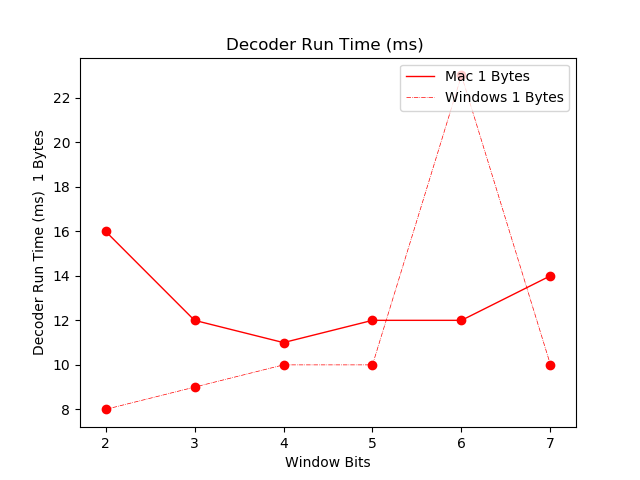 Decoder Run Time (ms)
Mac 1 Bytes
Windows 1 Bytes
Decoder Run Time (ms)  1 Bytes
22
20
18
16
14
12
10
8
2 3 4 5 6 7
Window Bits